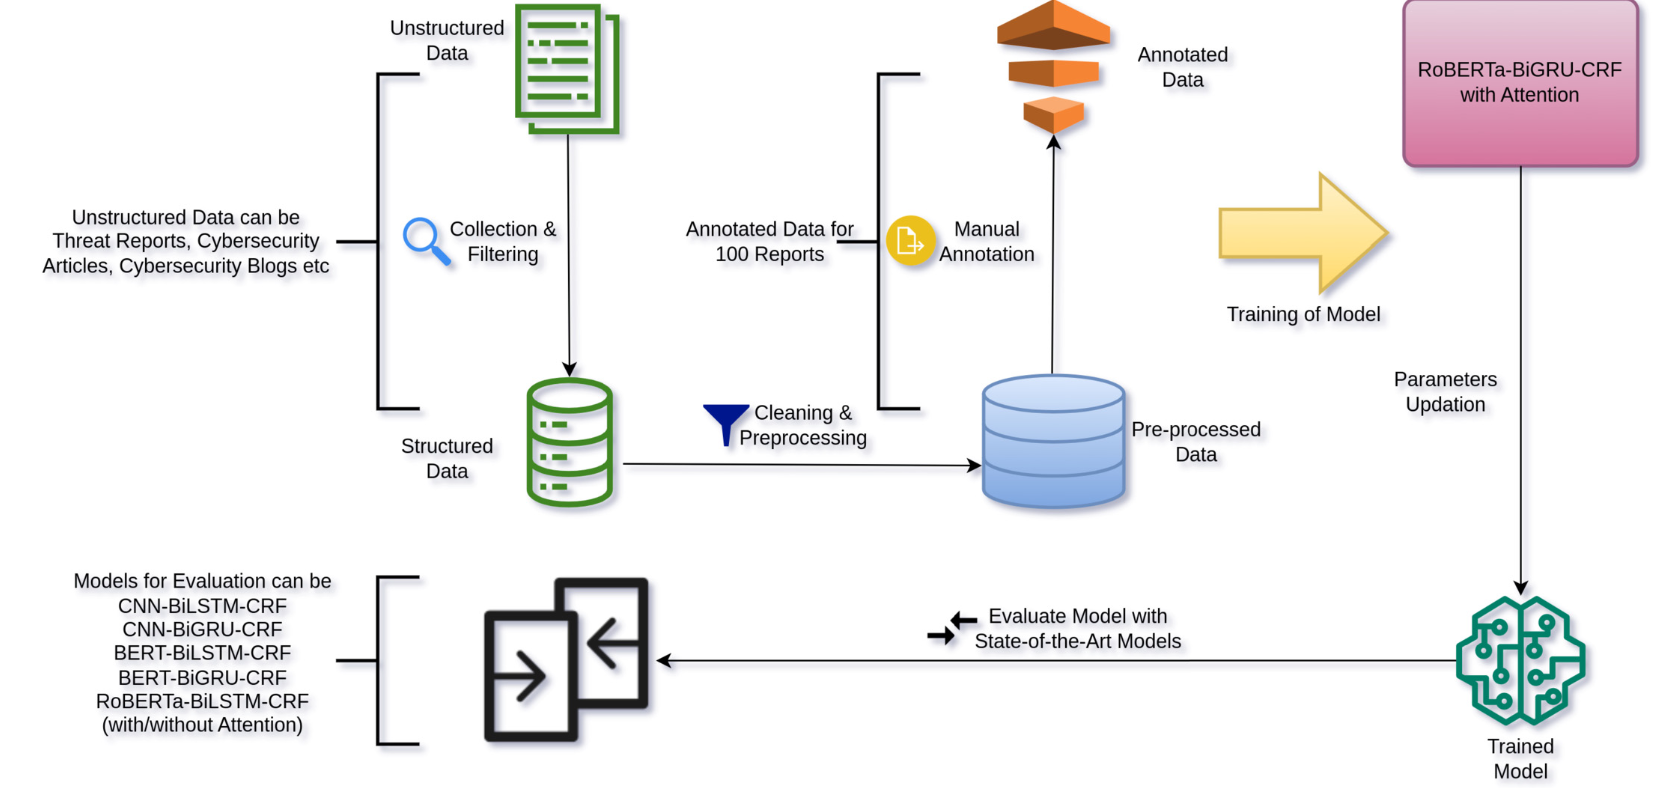 Unstructured
Data
Annotated
Data
RoBERTa-BiGRU-CRF
with Attention
Unstructured Data can be
Threat Reports, Cybersecurity
Articles, Cybersecurity Blogs etc
Collection &
Filtering
Annotated Data for
100 Reports
Manual
Annotation
Training of Model
Parameters
Updation
Structured
Data
Cleaning &
Preprocessing
Pre-processed
Data
Models for Evaluation can be
CNN-BiLSTM-CRF
CNN-BiGRU-CRF
BERT-BiLSTM-CRF
BERT-BiGRU-CRF
RoBERTa-BiLSTM-CRF
(with/without Attention)
Evaluate Model with
State-of-the-Art Models
Trained
Model